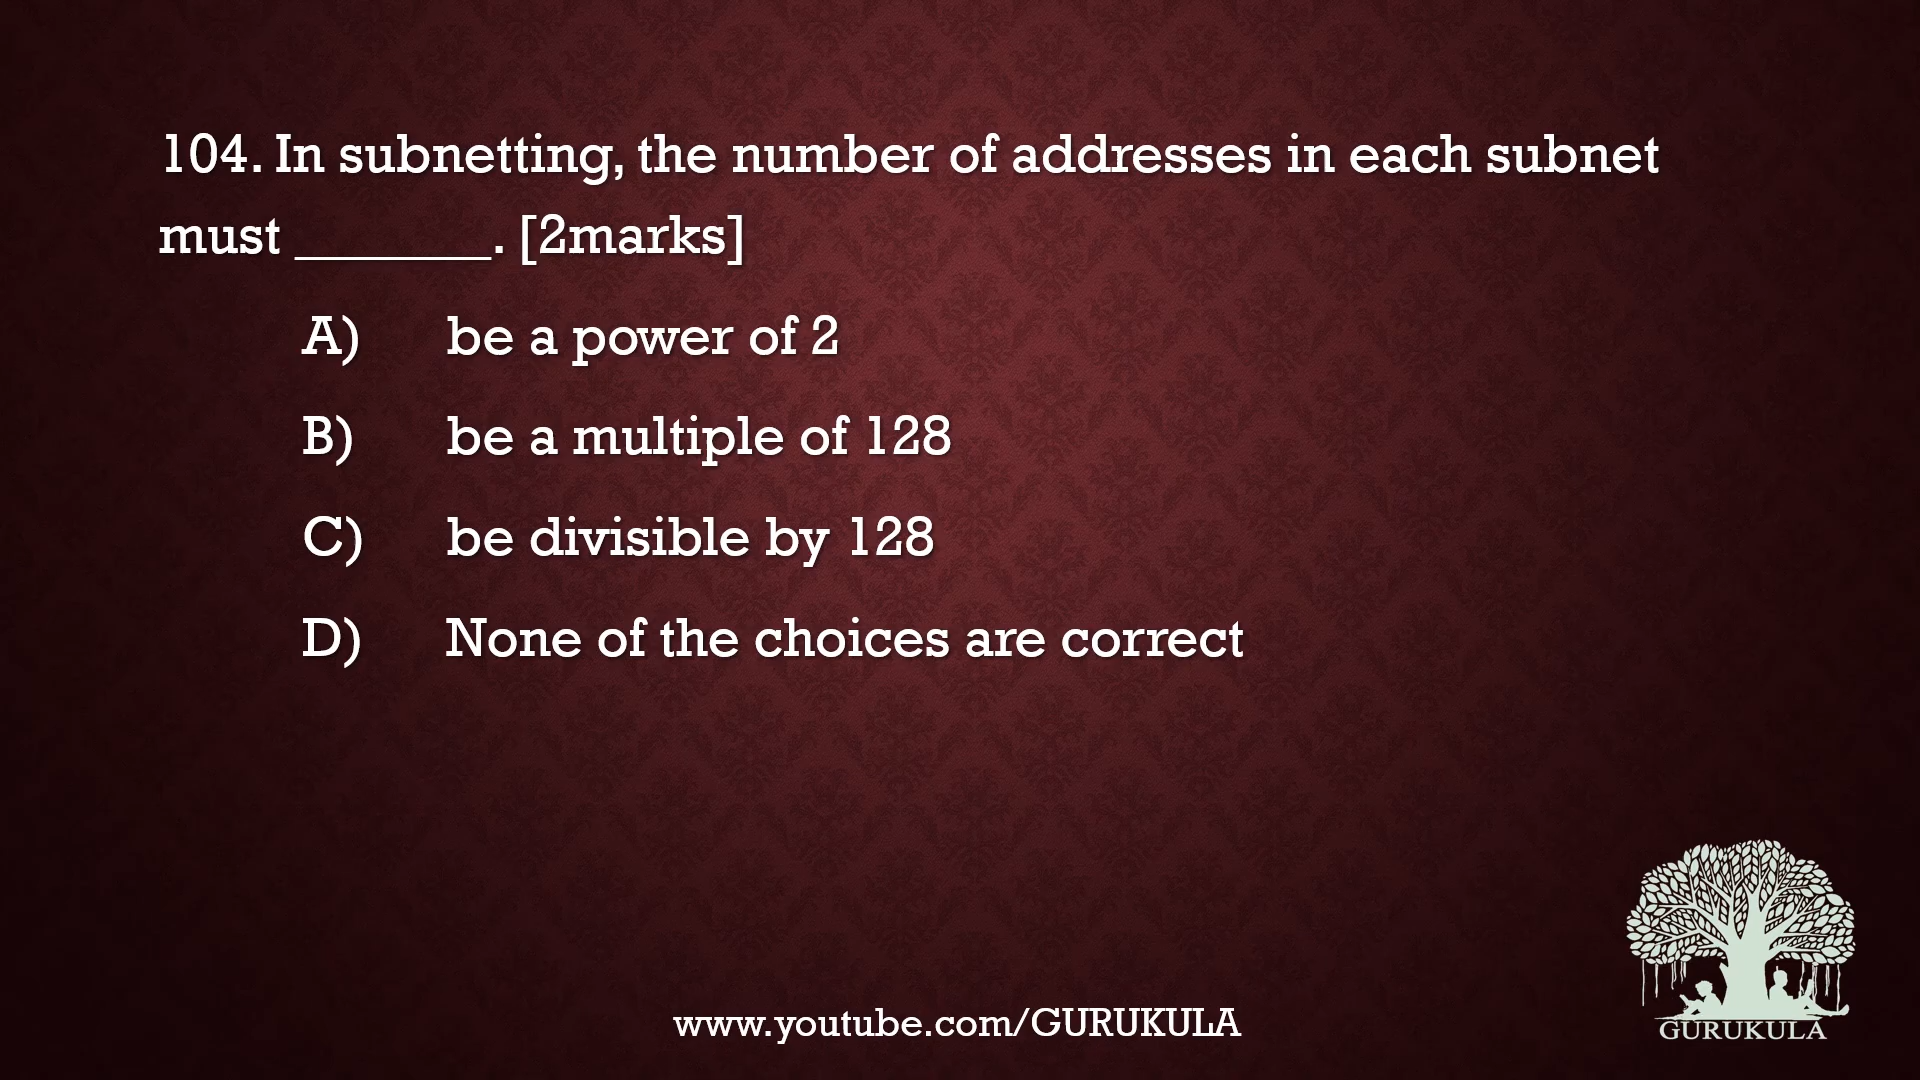 104. In subnetting, the number of addresses in each subnet
must _______. [2marks]
A) be a power of 2
B) be a multiple of 128
C) be divisible by 128
D) None of the choices are correct
www.youtube.com/GURUKULA
GURUKULA